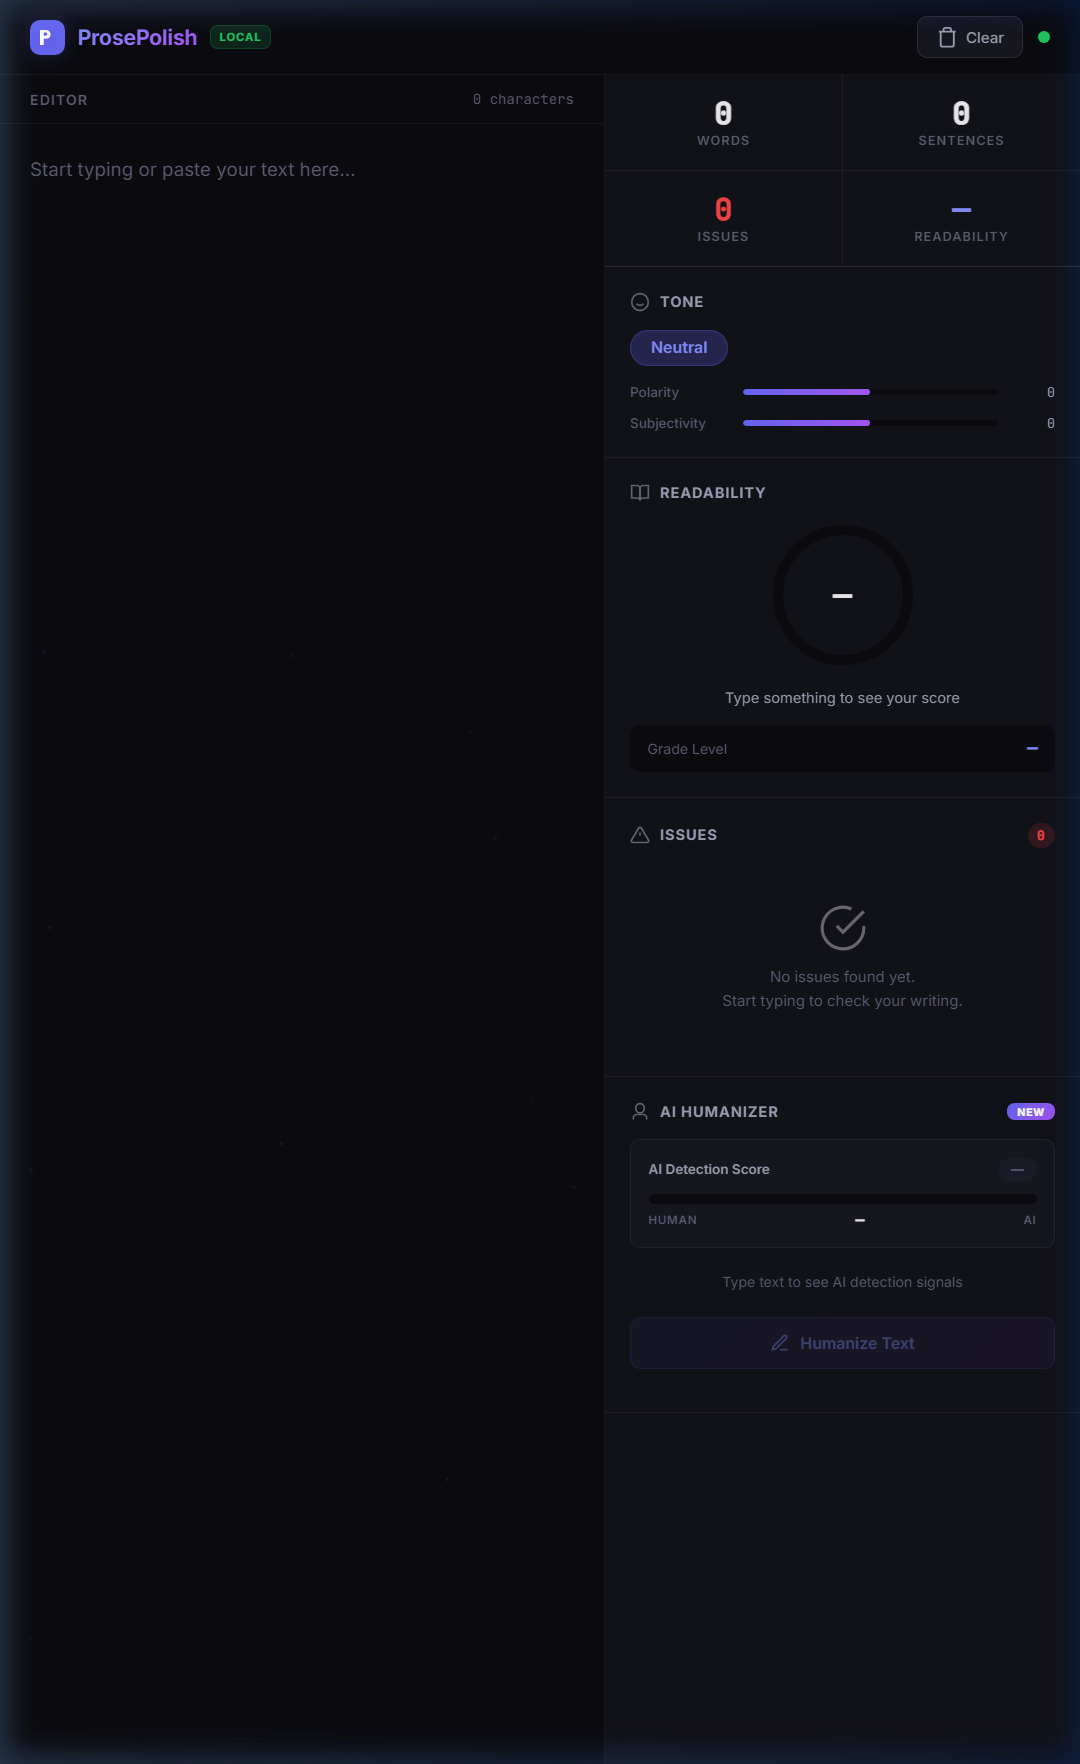 P ProsePolish LOCAL
Clear
EDITOR
0 characters
Start typing or paste your text here...
0
WORDS
0
SENTENCES
0
ISSUES
—
READABILITY
TONE
Neutral
Polarity 0
Subjectivity 0
READABILITY
—
Type something to see your score
Grade Level —
ISSUES 0
No issues found yet.
Start typing to check your writing.
AI HUMANIZER NEW
AI Detection Score —
HUMAN — AI
Type text to see AI detection signals
Humanize Text